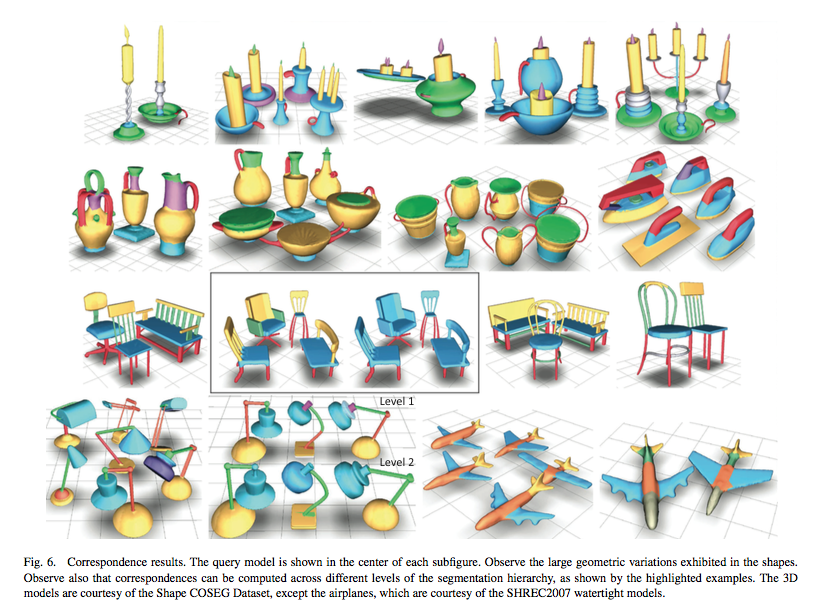 Level 1
Level 2
Fig. 6. Correspondence results. The query model is shown in the center of each subfigure. Observe the large geometric variations exhibited in the shapes.
Observe also that correspondences can be computed across different levels of the segmentation hierarchy, as shown by the highlighted examples. The 3D
models are courtesy of the Shape COSEG Dataset, except the airplanes, which are courtesy of the SHREC2007 watertight models.